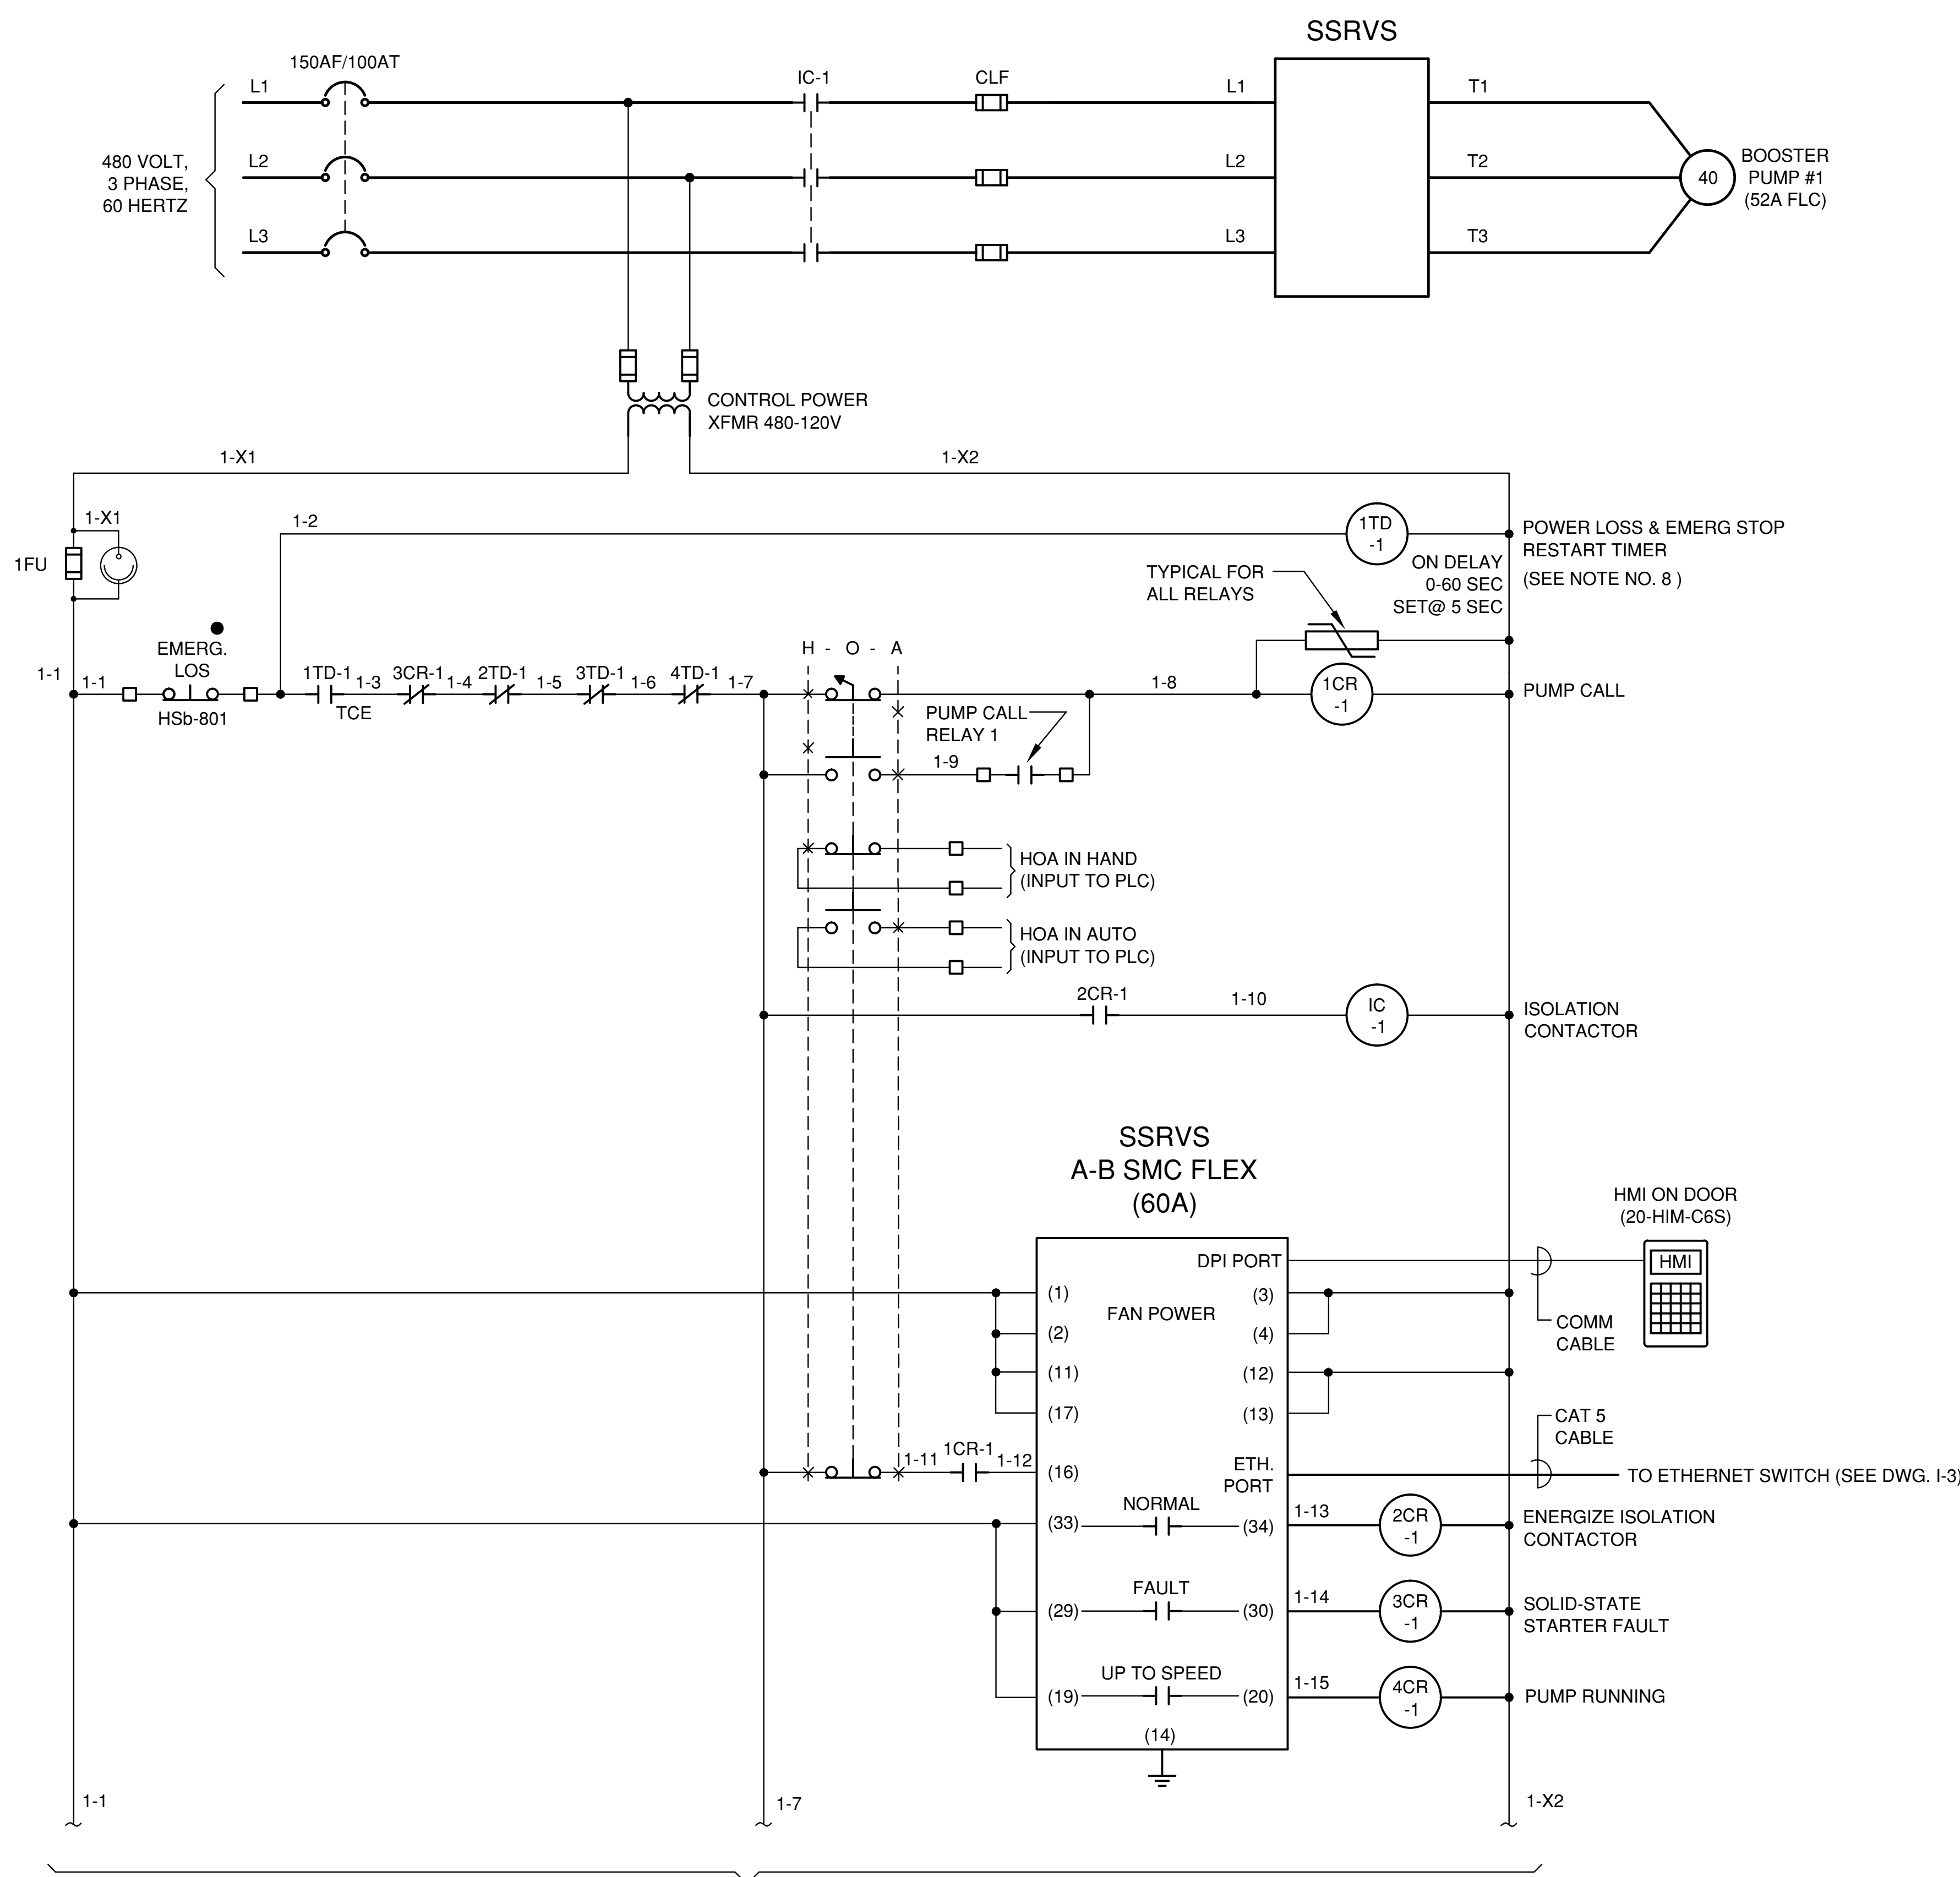 SSRVS
150AF/100AT
L1
IC-1
CLF
L1
T1
480 VOLT,
3 PHASE,
60 HERTZ
L2
L2
T2
40
BOOSTER
PUMP #1
(52A FLC)
L3
L3
T3
CONTROL POWER
XFMR 480-120V
1-X1
1-X2
1-X1
1-2
1TD
-1
POWER LOSS & EMERG STOP
RESTART TIMER
(SEE NOTE NO. 8 )
1FU
ON DELAY
0-60 SEC
SET@ 5 SEC
TYPICAL FOR
ALL RELAYS
EMERG.
LOS
H - O - A
1-1
1-1
HSb-801
1TD-1
TCE
1-3
3CR-1
1-4
2TD-1
1-5
3TD-1
1-6
4TD-1
1-7
1-8
1CR
-1
PUMP CALL
PUMP CALL
RELAY 1
1-9
HOA IN HAND
(INPUT TO PLC)
HOA IN AUTO
(INPUT TO PLC)
2CR-1
1-10
IC
-1
ISOLATION
CONTACTOR
SSRVS
A-B SMC FLEX
(60A)
HMI ON DOOR
(20-HIM-C6S)
DPI PORT
HMI
(1)
(3)
FAN POWER
(2)
(4)
COMM
CABLE
(11)
(12)
(17)
(13)
CAT 5
CABLE
1-11
1CR-1
1-12
(16)
ETH.
PORT
TO ETHERNET SWITCH (SEE DWG. I-3)
NORMAL
(33)
(34)
1-13
2CR
-1
ENERGIZE ISOLATION
CONTACTOR
FAULT
(29)
(30)
1-14
3CR
-1
SOLID-STATE
STARTER FAULT
UP TO SPEED
(19)
(20)
1-15
4CR
-1
PUMP RUNNING
(14)
1-1
1-7
1-X2